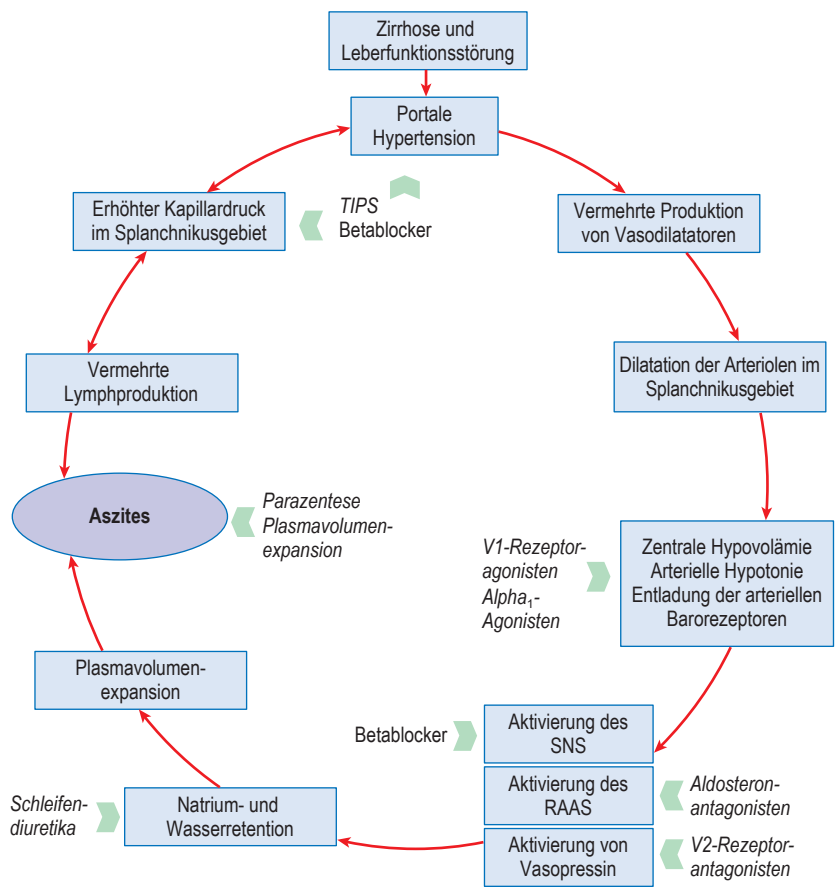 Zirrhose und
Leberfunktionsstörung
Portale
Hypertension
Erhöhter Kapillardruck
im Splanchnikusgebiet
TIPS
Betablocker
Vermehrte Produktion
von Vasodilatatoren
Vermehrte
Lymphproduktion
Dilatation der Arteriolen im
Splanchnikusgebiet
Aszites
Parazentese
Plasmavolumen-
expansion
V1-Rezeptor-
agonisten
Alpha₁-
Agonisten
Zentrale Hypovolämie
Arterielle Hypotonie
Entladung der arteriellen
Barorezeptoren
Plasmavolumen-
expansion
Betablocker
Aktivierung des
SNS
Schleifen-
diuretika
Natrium- und
Wasserretention
Aktivierung des
RAAS
Aldosteron-
antagonisten
Aktivierung von
Vasopressin
V2-Rezeptor-
antagonisten